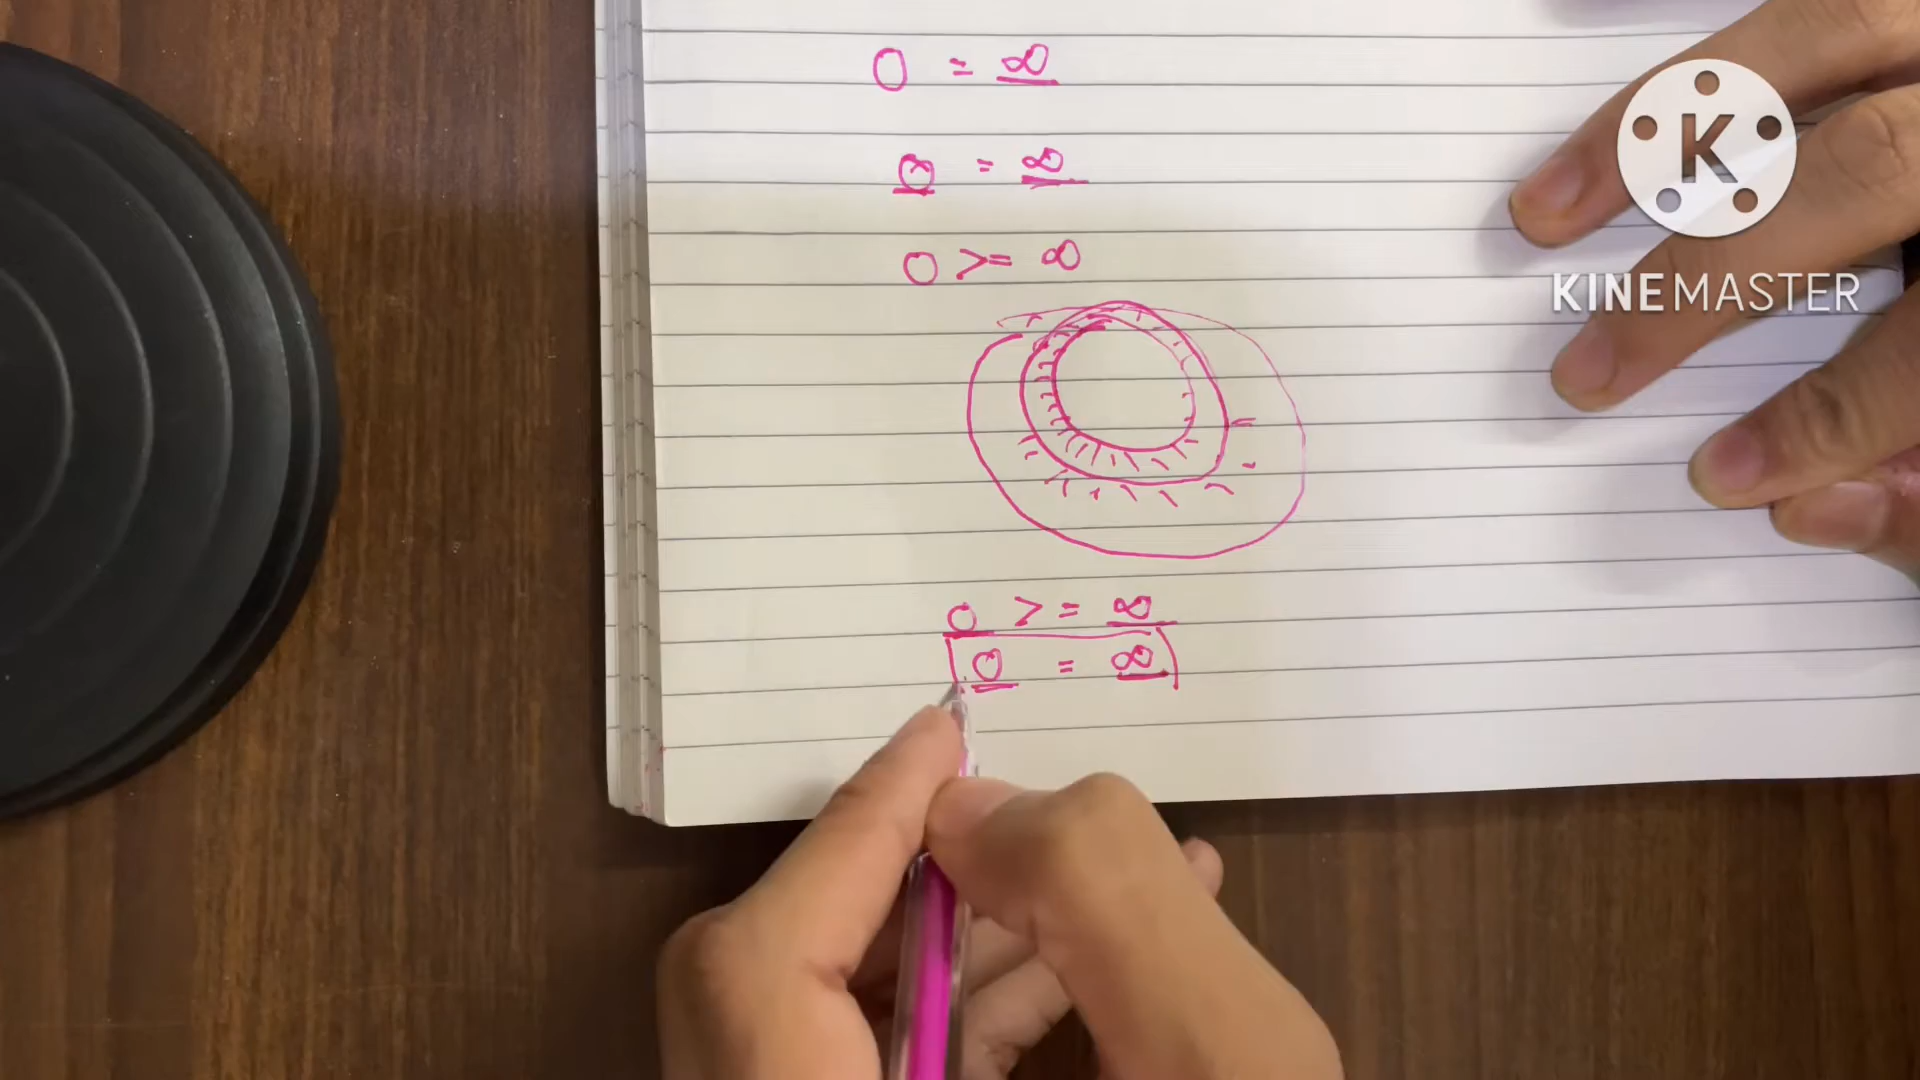 0 = ∞
0 = ∞
0 >= ∞
0 >= ∞
0 = ∞
K
KINEMASTER